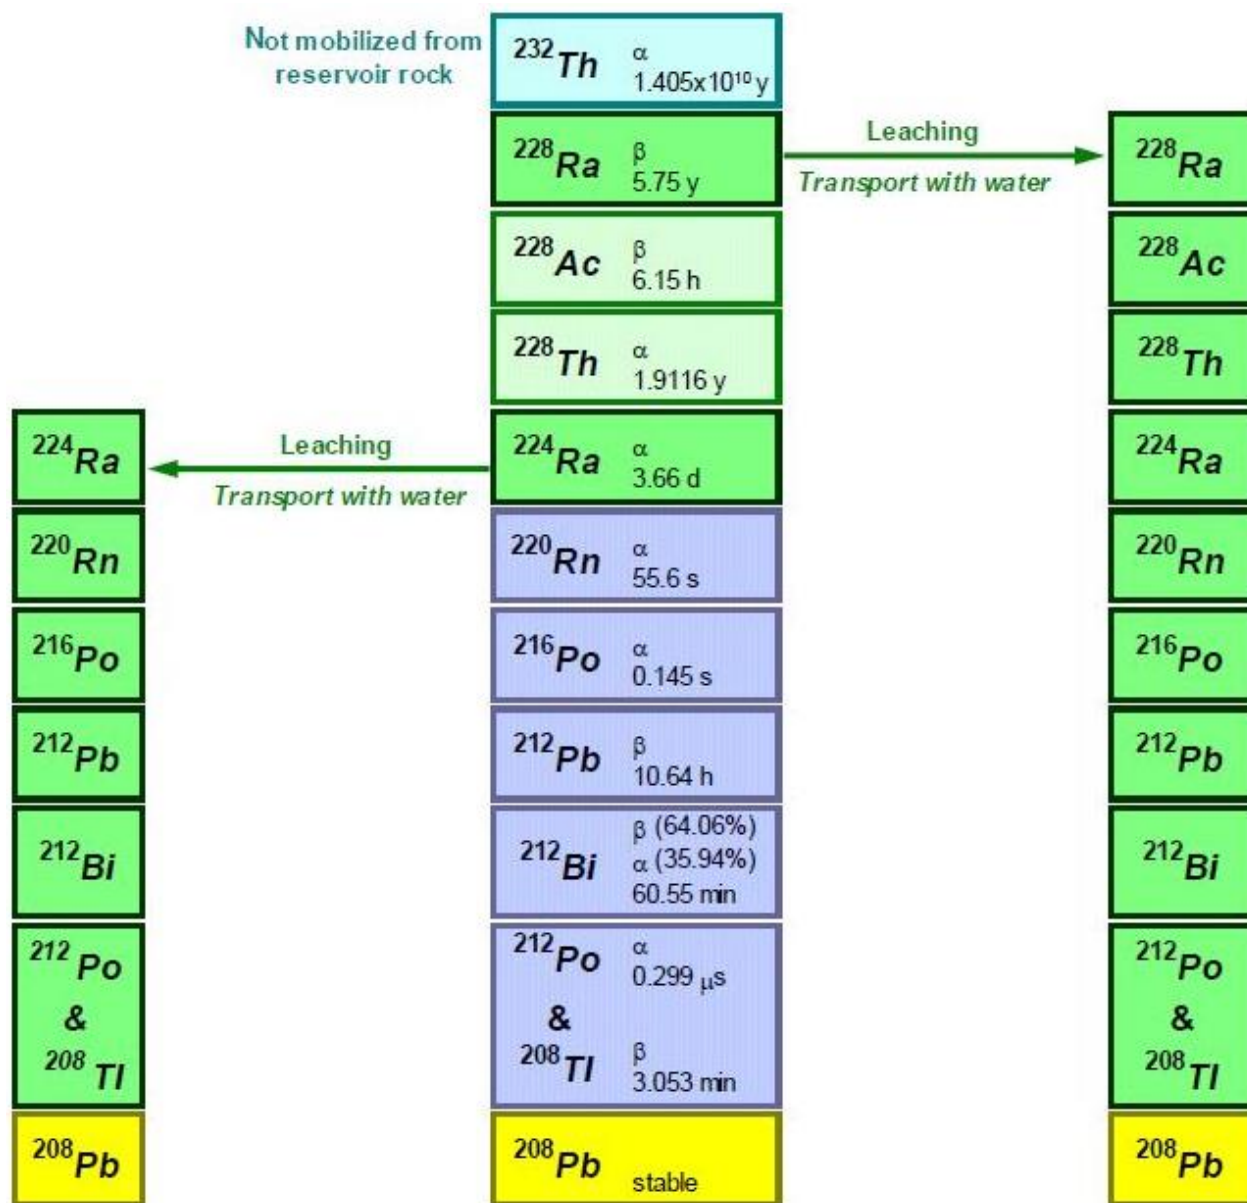 Not mobilized from
reservoir rock
²³²Th α
1.405x10¹⁰ y
²²⁸Ra β
5.75 y
Leaching
Transport with water
²²⁸Ra
²²⁸Ac β
6.15 h
²²⁸Ac
²²⁸Th α
1.9116 y
²²⁸Th
²²⁴Ra
Leaching
Transport with water
²²⁴Ra α
3.66 d
²²⁴Ra
²²⁰Rn
²²⁰Rn α
55.6 s
²²⁰Rn
²¹⁶Po
²¹⁶Po α
0.145 s
²¹⁶Po
²¹²Pb
²¹²Pb β
10.64 h
²¹²Pb
²¹²Bi
²¹²Bi β (64.06%)
α (35.94%)
60.55 min
²¹²Bi
²¹²Po
&
²⁰⁸Tl
²¹²Po α
0.299 μs
&
²⁰⁸Tl β
3.053 min
²¹²Po
&
²⁰⁸Tl
²⁰⁸Pb
²⁰⁸Pb stable
²⁰⁸Pb